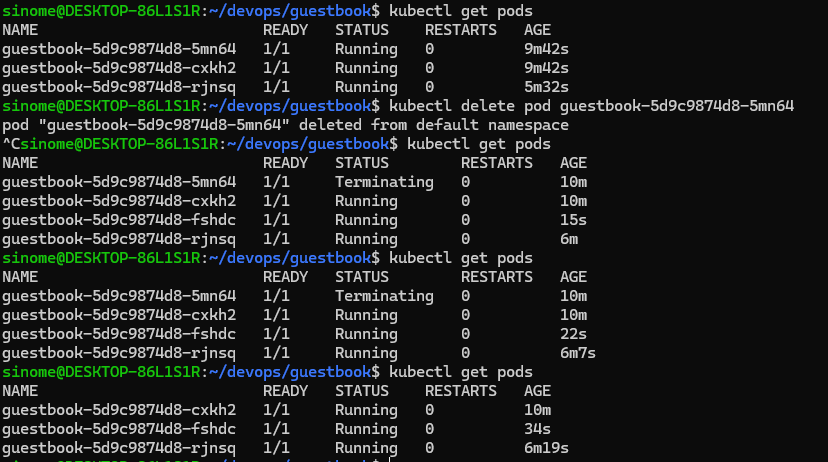 sinome@DESKTOP-86L1S1R:~/devops/guestbook$ kubectl get pods
NAME READY STATUS RESTARTS AGE
guestbook-5d9c9874d8-5mn64 1/1 Running 0 9m42s
guestbook-5d9c9874d8-cxkh2 1/1 Running 0 9m42s
guestbook-5d9c9874d8-rjnsq 1/1 Running 0 5m32s
sinome@DESKTOP-86L1S1R:~/devops/guestbook$ kubectl delete pod guestbook-5d9c9874d8-5mn64
pod "guestbook-5d9c9874d8-5mn64" deleted from default namespace
^Csinome@DESKTOP-86L1S1R:~/devops/guestbook$ kubectl get pods
NAME READY STATUS RESTARTS AGE
guestbook-5d9c9874d8-5mn64 1/1 Terminating 0 10m
guestbook-5d9c9874d8-cxkh2 1/1 Running 0 10m
guestbook-5d9c9874d8-fshdc 1/1 Running 0 15s
guestbook-5d9c9874d8-rjnsq 1/1 Running 0 6m
sinome@DESKTOP-86L1S1R:~/devops/guestbook$ kubectl get pods
NAME READY STATUS RESTARTS AGE
guestbook-5d9c9874d8-5mn64 1/1 Terminating 0 10m
guestbook-5d9c9874d8-cxkh2 1/1 Running 0 10m
guestbook-5d9c9874d8-fshdc 1/1 Running 0 22s
guestbook-5d9c9874d8-rjnsq 1/1 Running 0 6m7s
sinome@DESKTOP-86L1S1R:~/devops/guestbook$ kubectl get pods
NAME READY STATUS RESTARTS AGE
guestbook-5d9c9874d8-cxkh2 1/1 Running 0 10m
guestbook-5d9c9874d8-fshdc 1/1 Running 0 34s
guestbook-5d9c9874d8-rjnsq 1/1 Running 0 6m19s